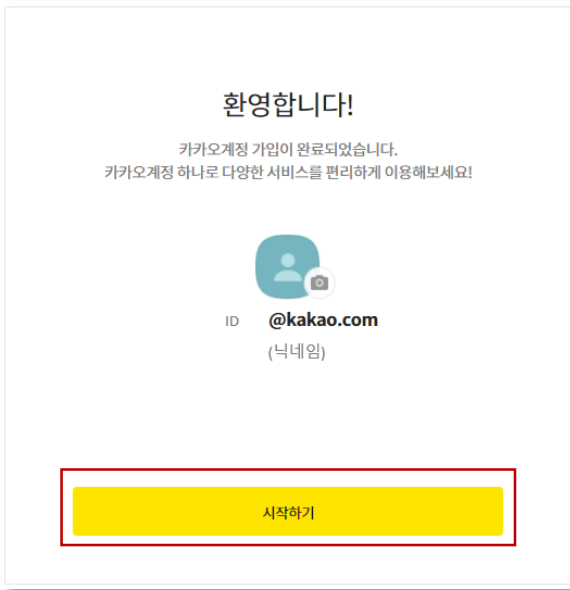 환영합니다!
카카오계정 가입이 완료되었습니다.
카카오계정 하나로 다양한 서비스를 편리하게 이용해보세요!
ID @kakao.com
(닉네임)
시작하기